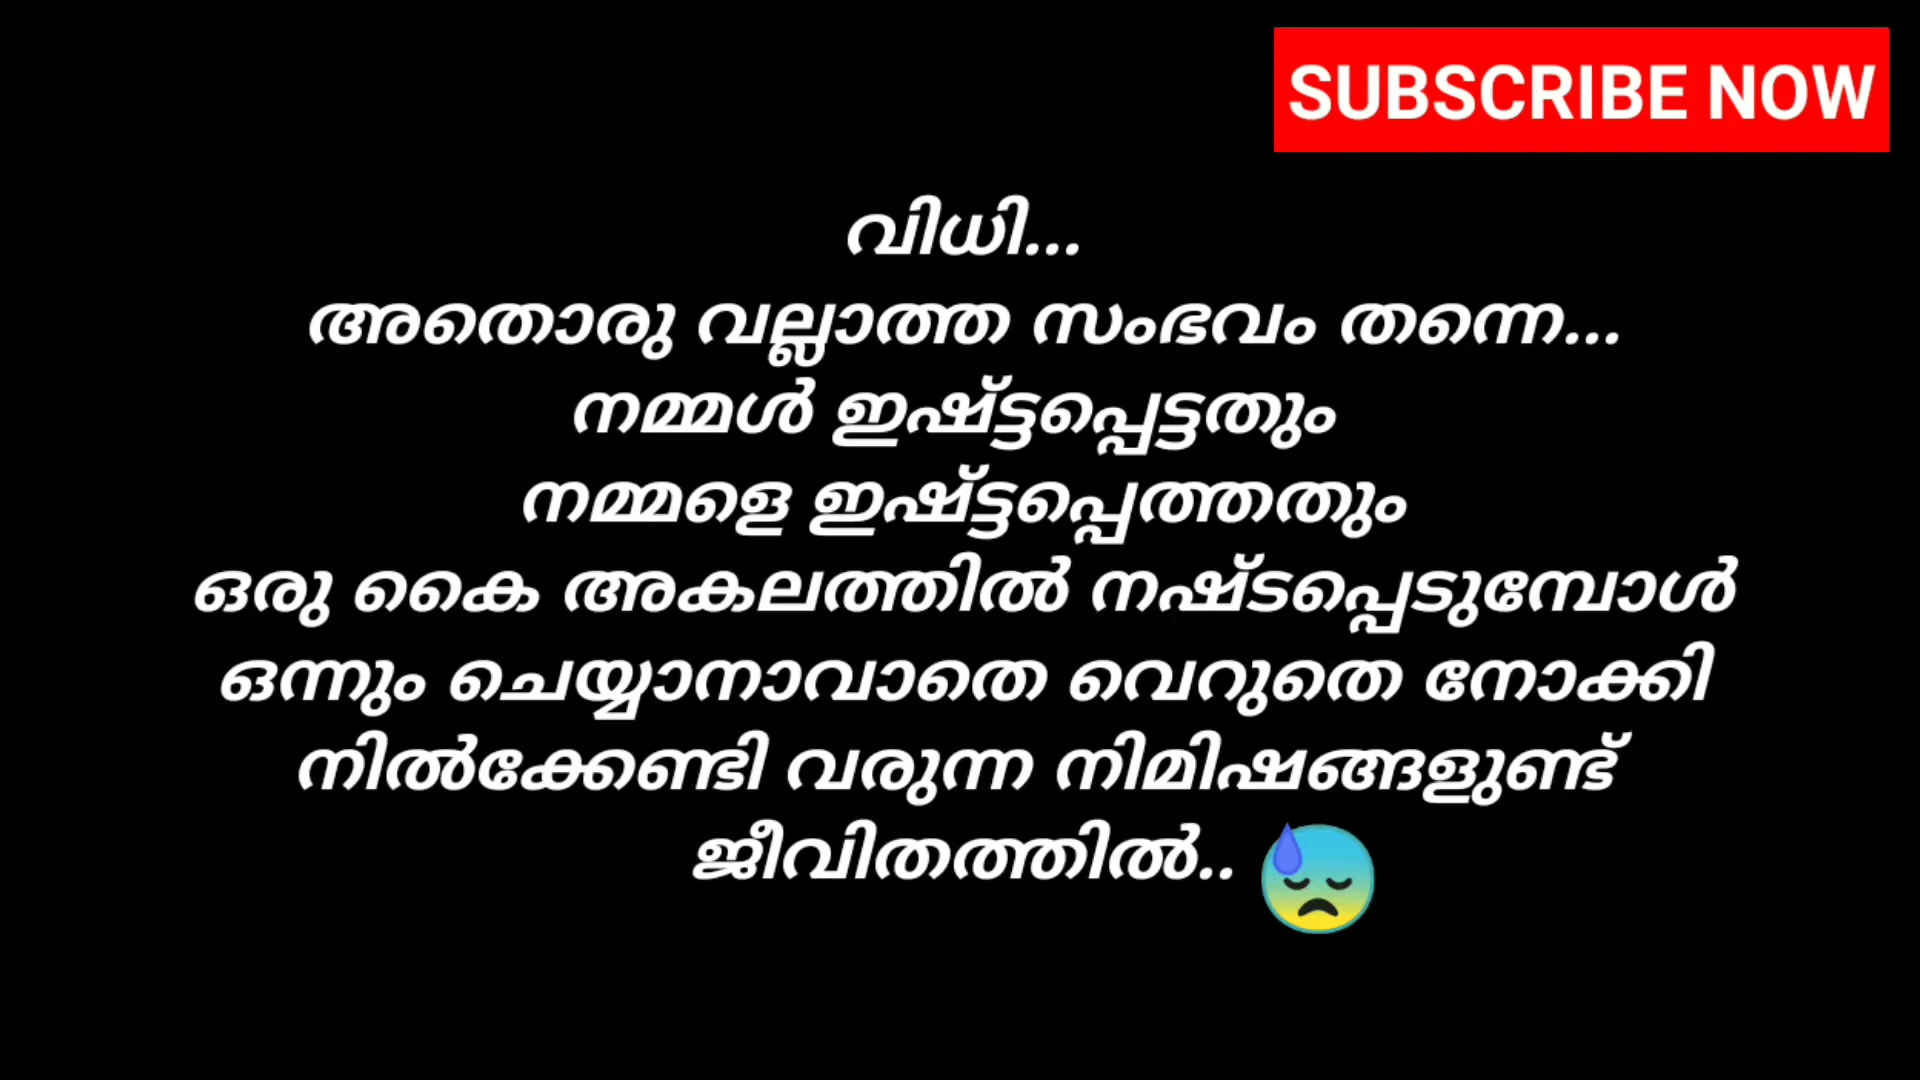 SUBSCRIBE NOW
വിധി...
അതൊരു വല്ലാത്ത സംഭവം തന്നെ...
നമ്മൾ ഇഷ്ട്ടപ്പെട്ടതും
നമ്മളെ ഇഷ്ട്ടപ്പെത്തതും
ഒരു കൈ അകലത്തിൽ നഷ്ടപ്പെടുമ്പോൾ
ഒന്നും ചെയ്യാനാവാതെ വെറുതെ നോക്കി
നിൽക്കേണ്ടി വരുന്ന നിമിഷങ്ങളുണ്ട്
ജീവിതത്തിൽ.. 😓